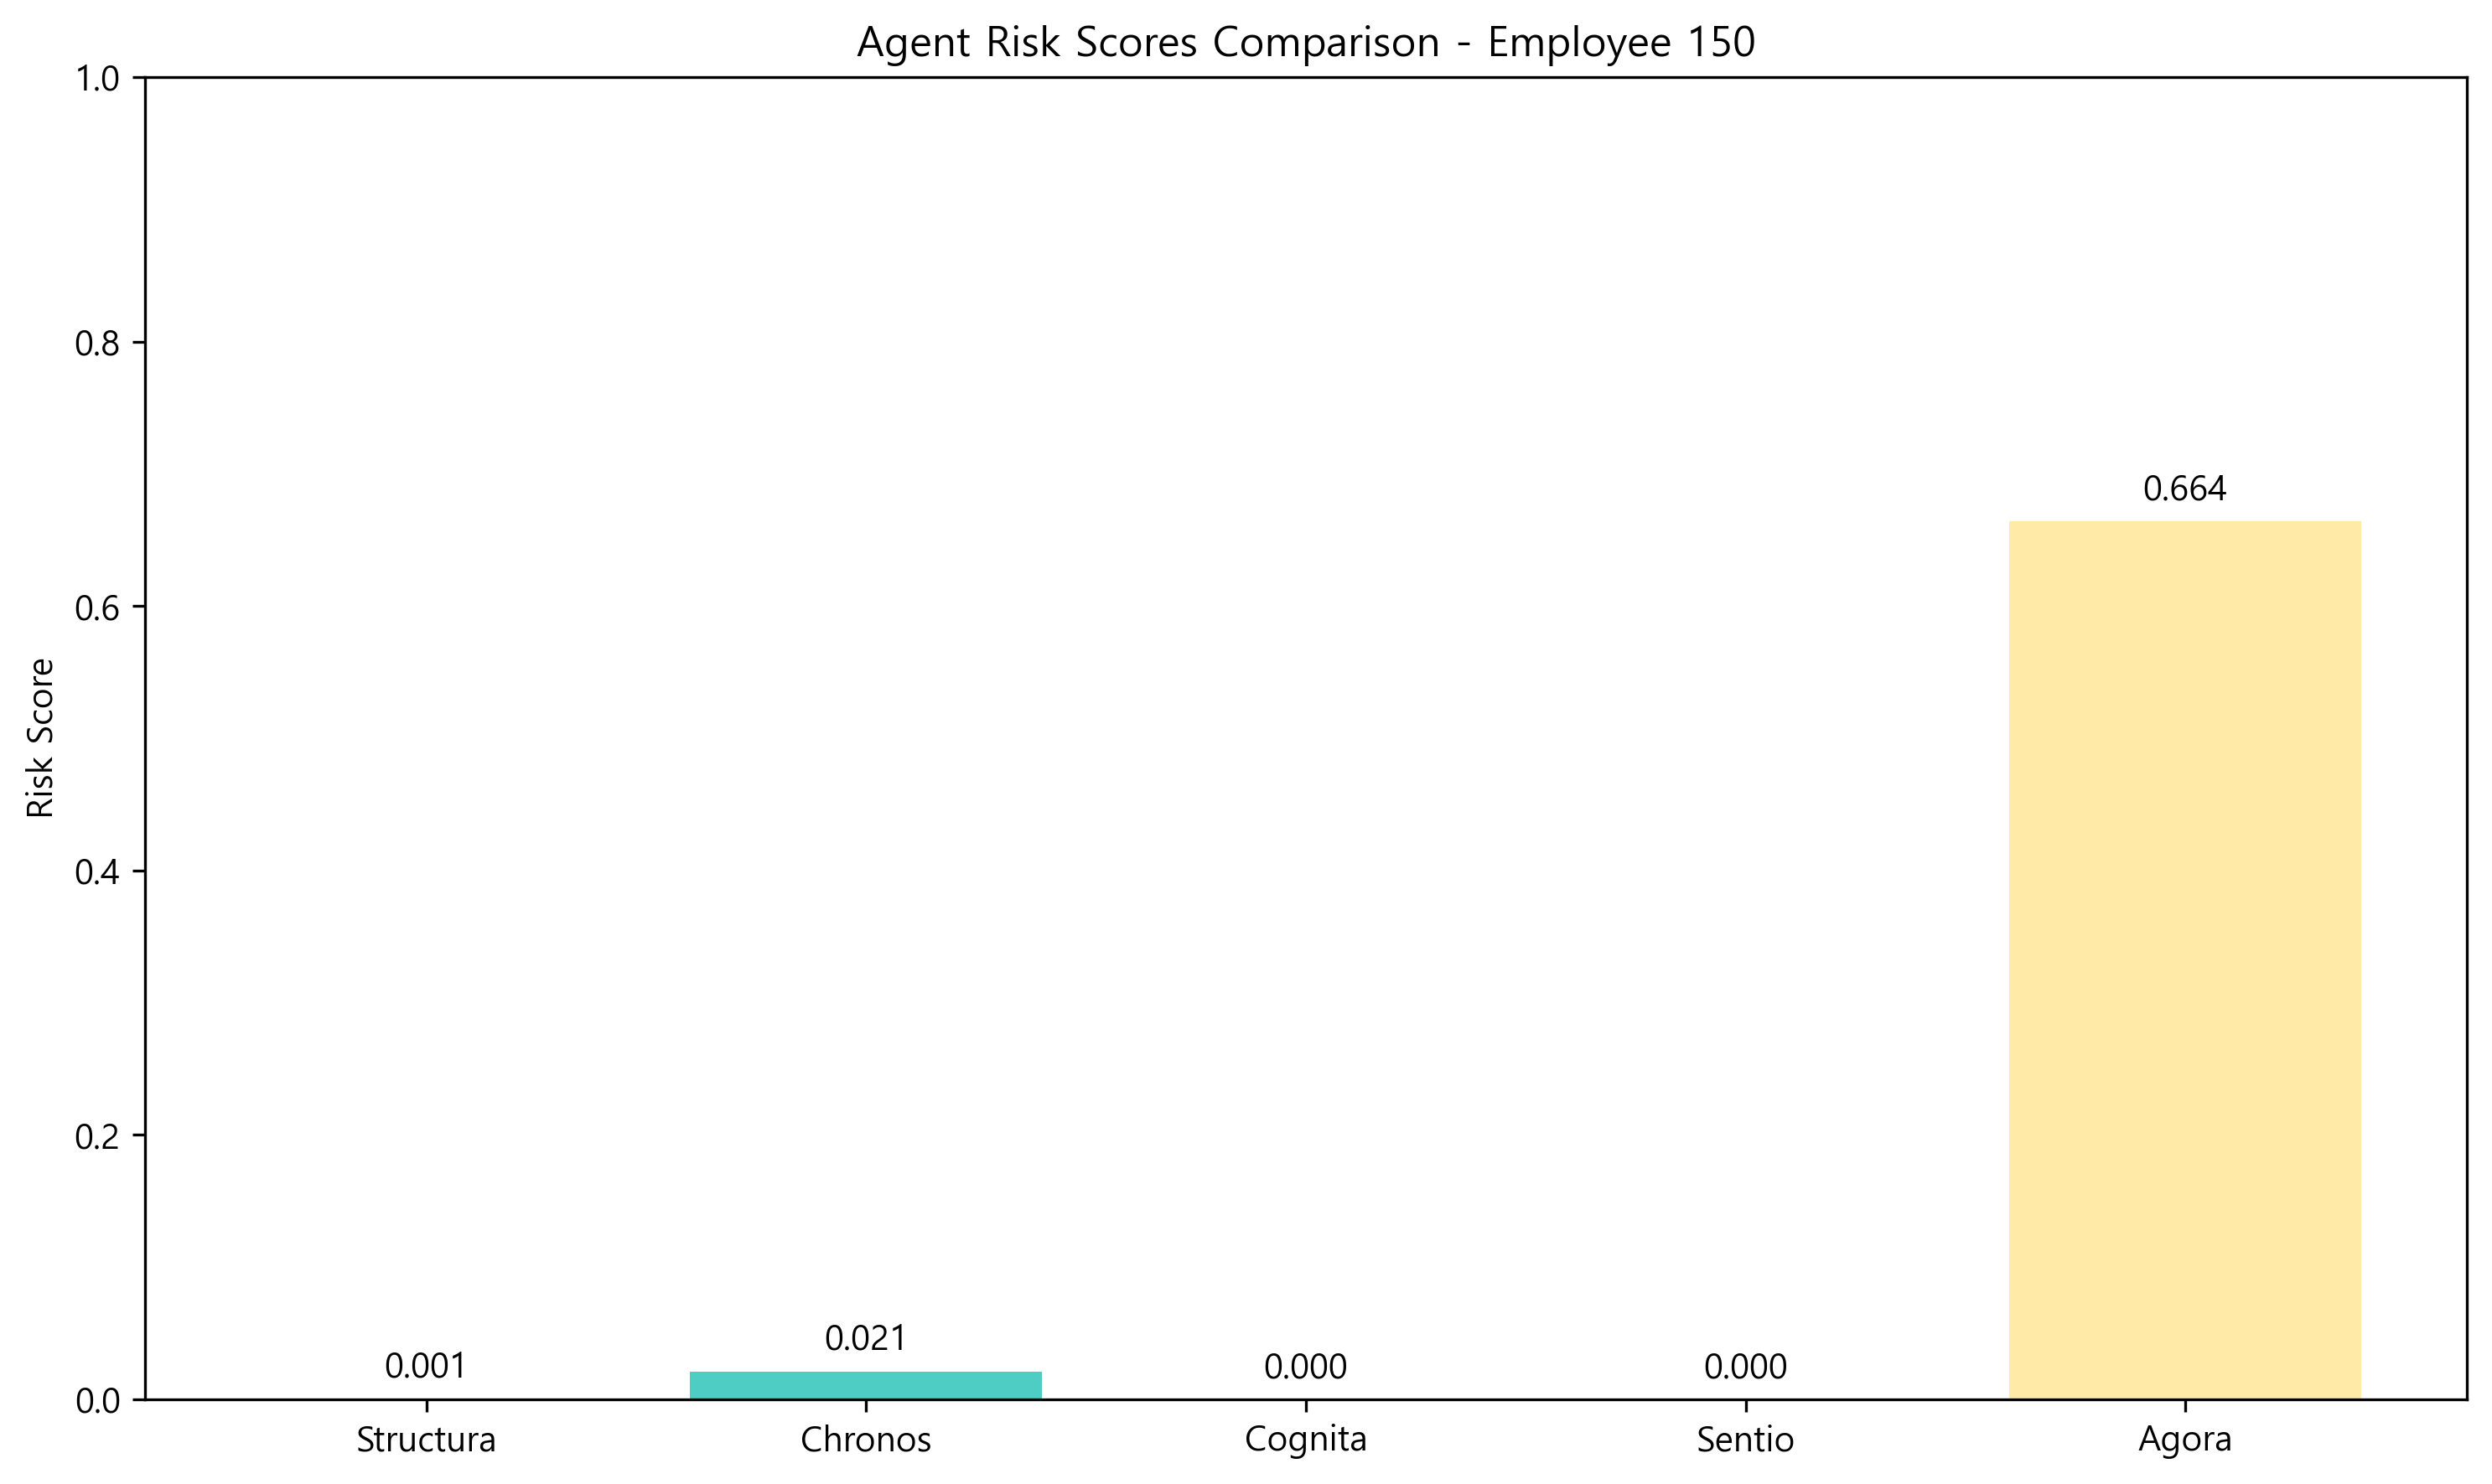 Agent Risk Scores Comparison - Employee 150
1.0
0.8
0.6
0.4
0.2
0.0
Risk Score
0.001
0.021
0.000
0.000
0.664
Structura
Chronos
Cognita
Sentio
Agora